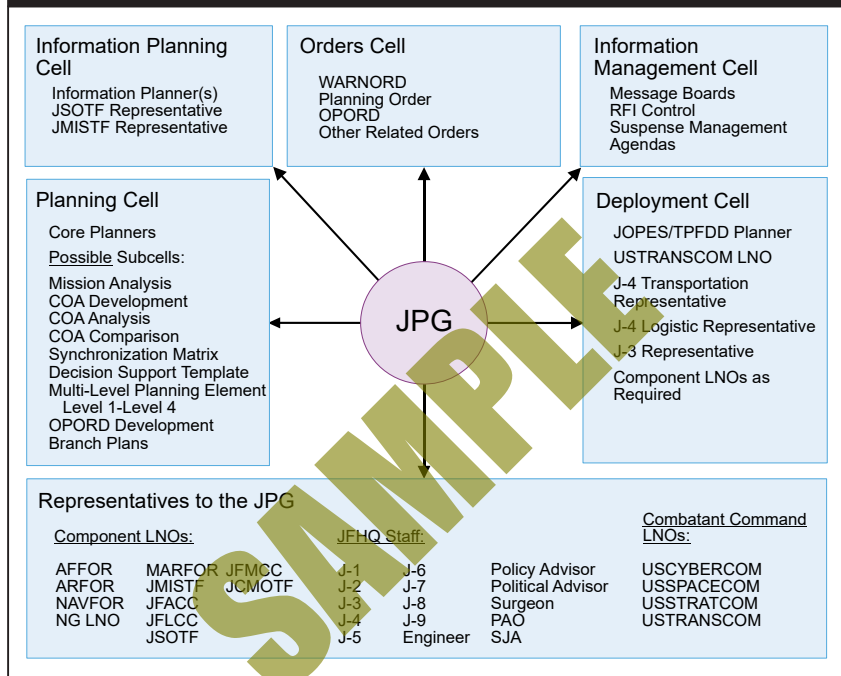 Information Planning
Cell
Information Planner(s)
JSOTF Representative
JMISTF Representative
Orders Cell
WARNORD
Planning Order
OPORD
Other Related Orders
Information
Management Cell
Message Boards
RFI Control
Suspense Management
Agendas
Planning Cell
Core Planners
Possible Subcells:
Mission Analysis
COA Development
COA Analysis
COA Comparison
Synchronization Matrix
Decision Support Template
Multi-Level Planning Element
Level 1-Level 4
OPORD Development
Branch Plans
JPG
Deployment Cell
JOPES/TPFDD Planner
USTRANSCOM LNO
J-4 Transportation
Representative
J-4 Logistic Representative
J-3 Representative
Component LNOs as
Required
Representatives to the JPG
Component LNOs:
AFFOR
ARFOR
NAVFOR
NG LNO
MARFOR
JMISTF
JFACC
JFLCC
JSOTF
JFMCC
JCMOTF
JFHQ Staff:
J-1
J-2
J-3
J-4
J-5
J-6
J-7
J-8
J-9
Engineer
Policy Advisor
Political Advisor
Surgeon
PAO
SJA
Combatant Command
LNOs:
USCYBERCOM
USSPACECOM
USSTRATCOM
USTRANSCOM
SAMPLE